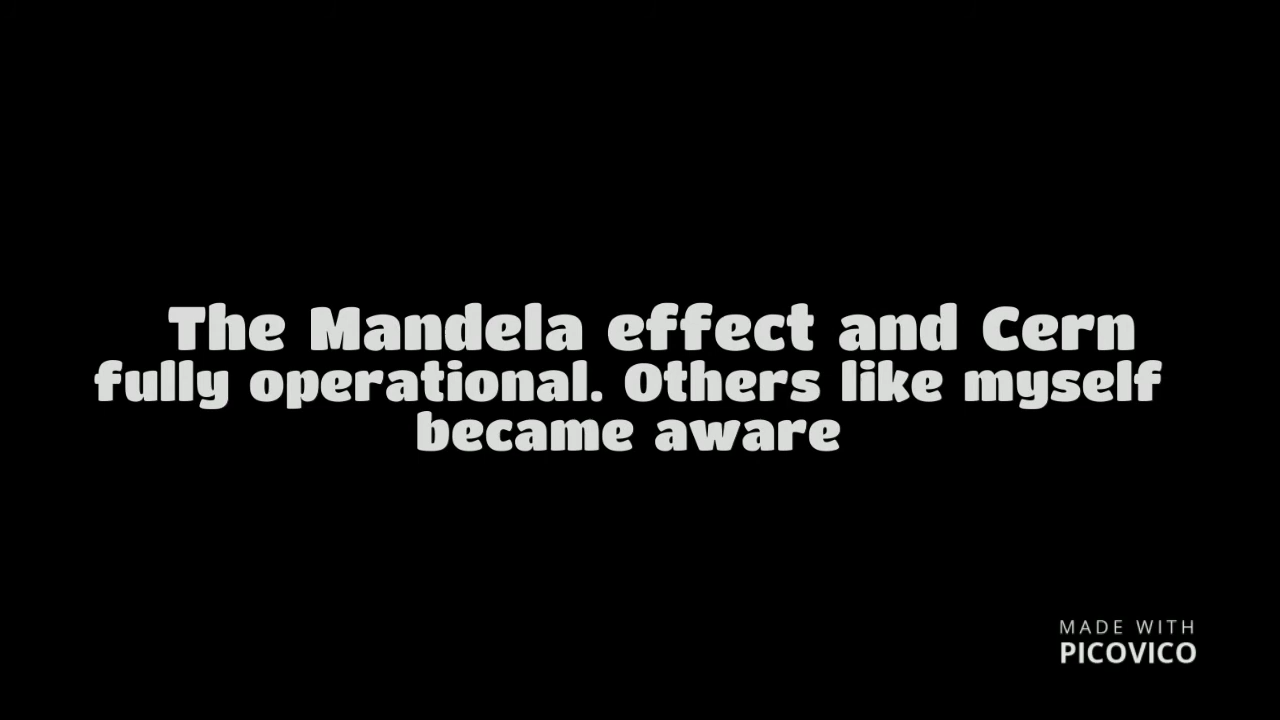 The Mandela effect and Cern
fully operational. Others like myself
became aware
MADE WITH
PICOVICO